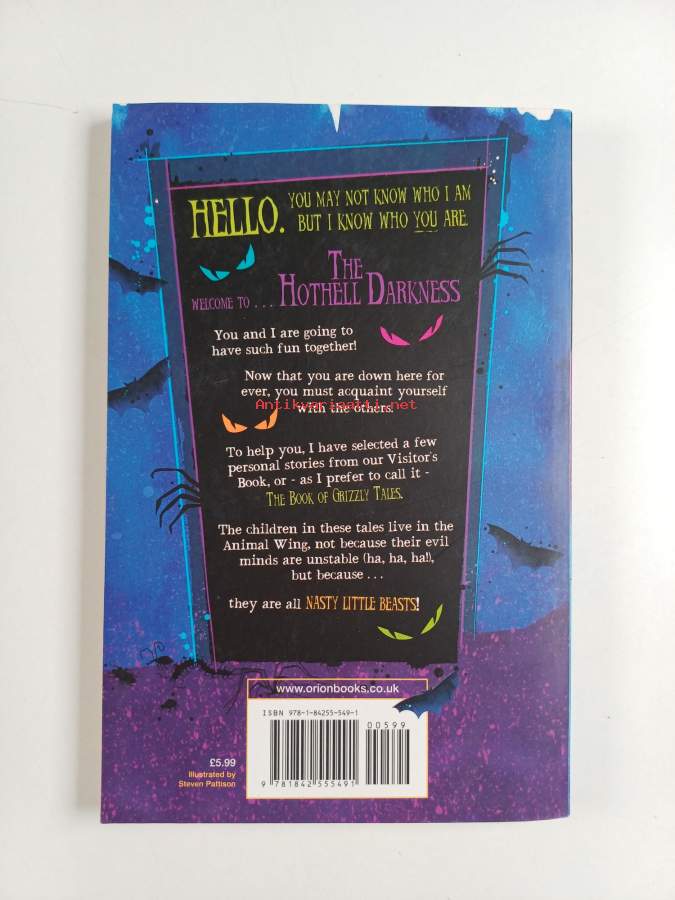 HELLO. YOU MAY NOT KNOW WHO I AM
BUT I KNOW WHO YOU ARE.
WELCOME TO . . . THE HOTHELL DARKNESS
You and I are going to
have such fun together!
Now that you are down here for
ever, you must acquaint yourself
with the others!
Antikvariaatti.net
To help you, I have selected a few
personal stories from our Visitor's
Book, or - as I prefer to call it -
THE BOOK OF GRIZZLY TALES.
The children in these tales live in the
Animal Wing, not because their evil
minds are unstable (ha, ha, ha!),
but because . . .
they are all NASTY LITTLE BEASTS!
www.orionbooks.co.uk
ISBN 978-1-84255-549-1
00599
9 781842 555491
£5.99
Illustrated by
Steven Pattison